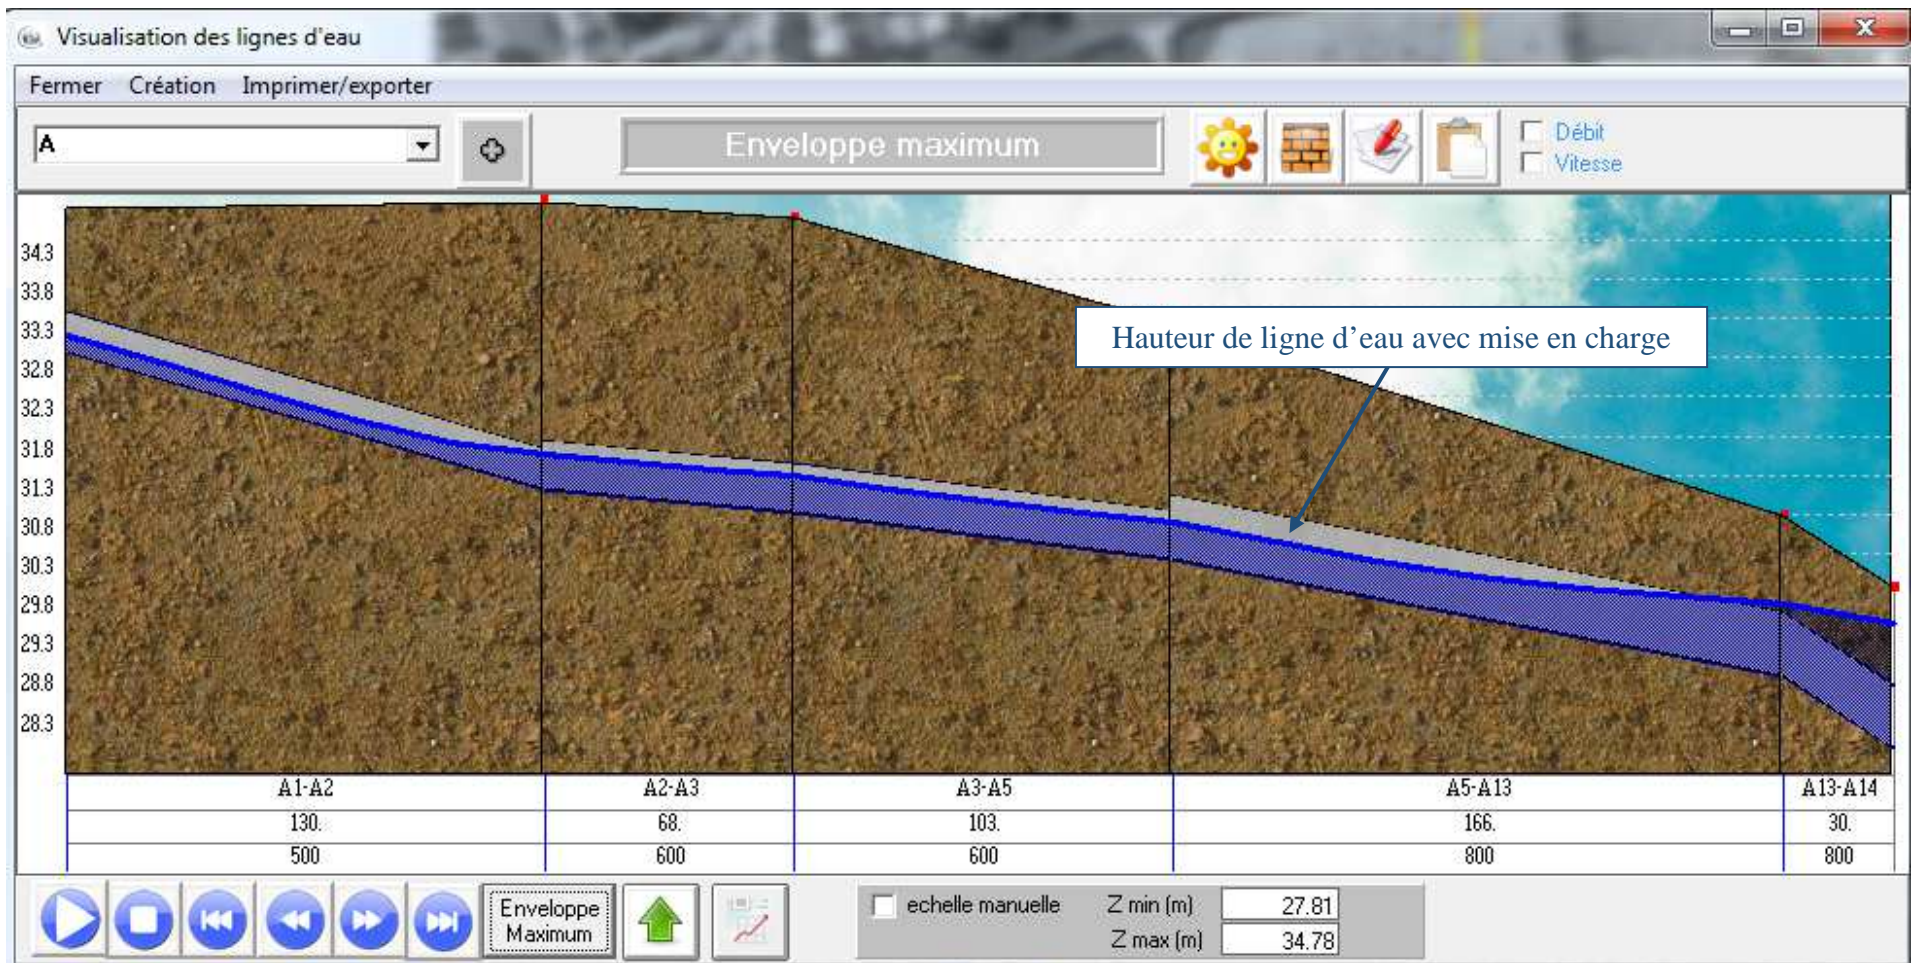 Visualisation des lignes d'eau
Fermer Création Imprimer/exporter
A
Enveloppe maximum
Débit
Vitesse
34.3
33.8
33.3
32.8
32.3
31.8
31.3
30.8
30.3
29.8
29.3
28.8
28.3
Hauteur de ligne d’eau avec mise en charge
A1-A2 A2-A3 A3-A5 A5-A13 A13-A14
130. 68. 103. 166. 30.
500 600 600 800 800
Enveloppe
Maximum
echelle manuelle
Z min (m) 27.81
Z max (m) 34.78